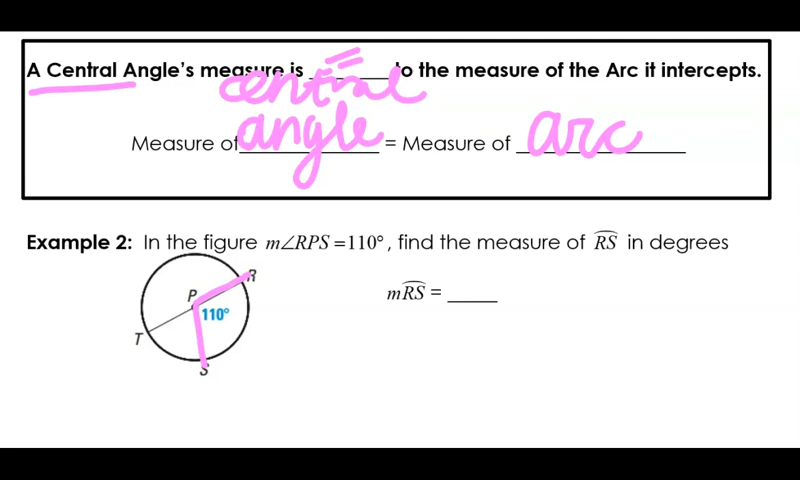 A Central Angle's measure is = to the measure of the Arc it intercepts.
central
Measure of angle = Measure of arc
Example 2: In the figure m∠RPS = 110°, find the measure of RS in degrees
mRS = _____
R
P
110°
T
S